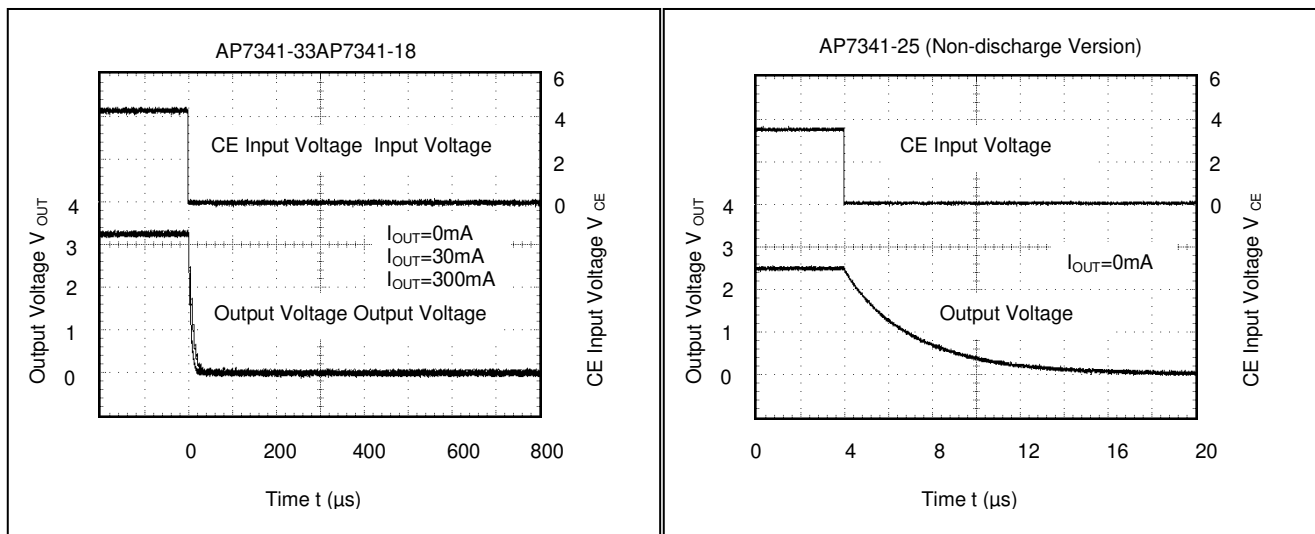 AP7341-33AP7341-18
6
4
2
0
CE Input Voltage Input Voltage
4
3
2
1
0
Output Voltage V OUT
CE Input Voltage V CE
IOUT=0mA
IOUT=30mA
IOUT=300mA
Output Voltage Output Voltage
0 200 400 600 800
Time t (µs)
AP7341-25 (Non-discharge Version)
6
4
2
0
CE Input Voltage
4
3
2
1
0
Output Voltage V OUT
CE Input Voltage V CE
IOUT=0mA
Output Voltage
0 4 8 12 16 20
Time t (µs)